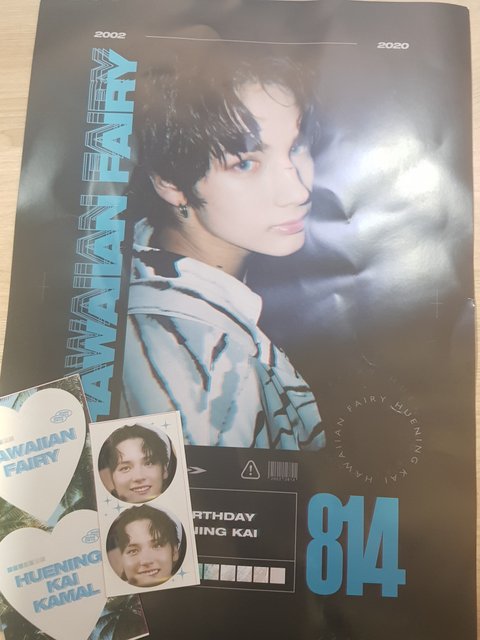 2002
2020
HAWAIIAN FAIRY
HAWAIIAN FAIRY HUENING KAI
AWAIIAN
FAIRY
HUENING
KAI
KAMAL
RTHDAY
NING KAI
814